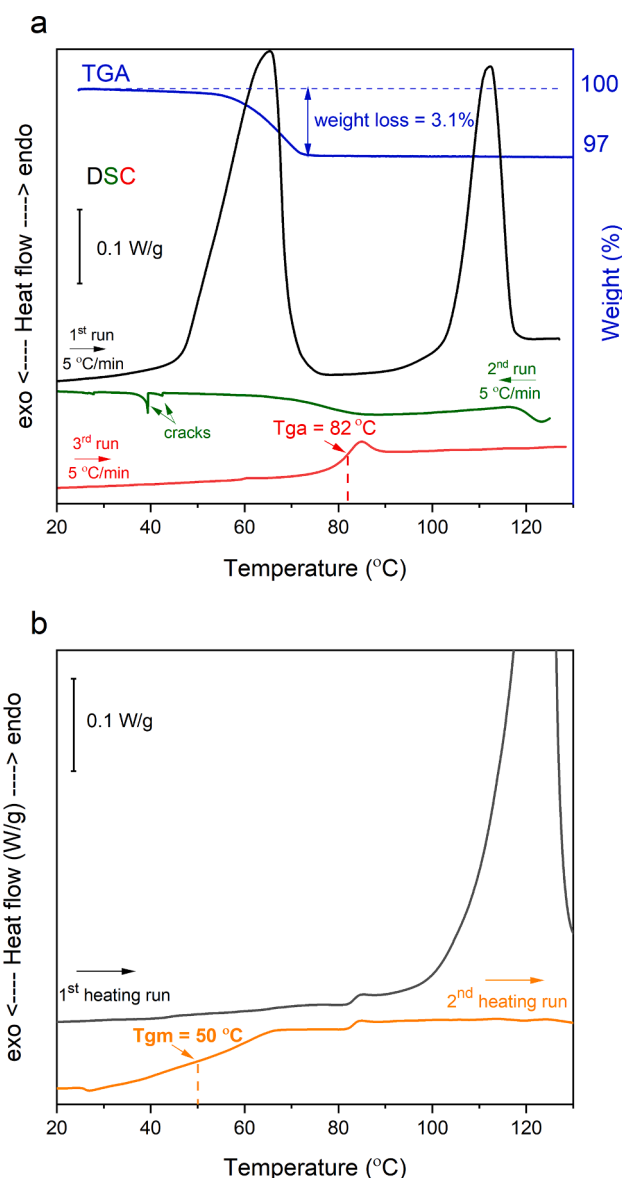 a
TGA
100
weight loss = 3.1%
97
DSC
0.1 W/g
1st run
5 °C/min
2nd run
5 °C/min
cracks
Tga = 82 °C
3rd run
5 °C/min
exo <---- Heat flow ----> endo
Weight (%)
20 40 60 80 100 120
Temperature (°C)
b
0.1 W/g
1st heating run
2nd heating run
Tgm = 50 °C
exo <---- Heat flow (W/g) ----> endo
20 40 60 80 100 120
Temperature (°C)